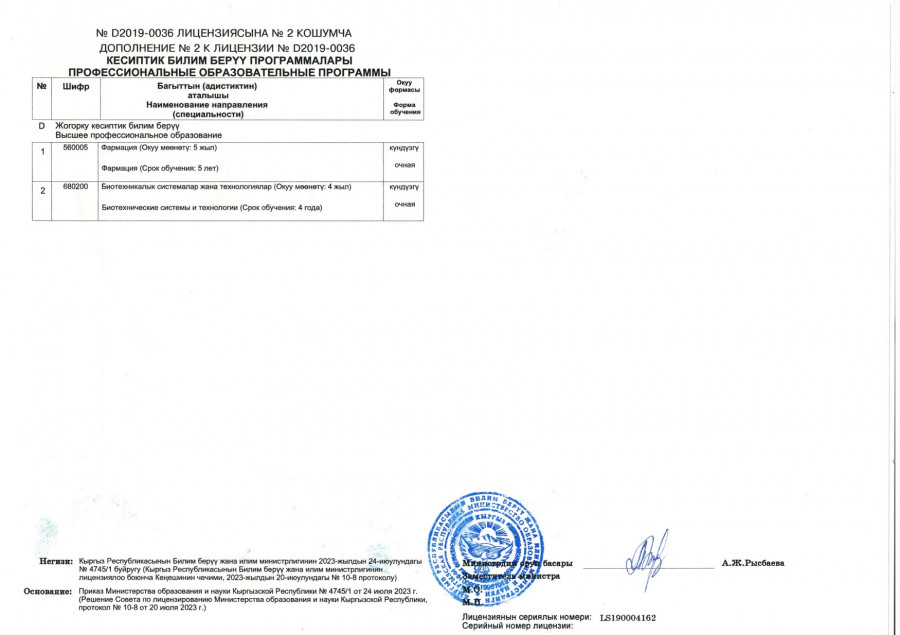 № D2019-0036 ЛИЦЕНЗИЯСЫНА № 2 КОШУМЧА
ДОПОЛНЕНИЕ № 2 К ЛИЦЕНЗИИ № D2019-0036
КЕСИПТИК БИЛИМ БЕРҮҮ ПРОГРАММАЛАРЫ
ПРОФЕССИОНАЛЬНЫЕ ОБРАЗОВАТЕЛЬНЫЕ ПРОГРАММЫ
№ Шифр Багыттын (адистиктин) аталышы Наименование направления (специальности) Окуу формасы Форма обучения
D Жогорку кесиптик билим берүү
Высшее профессиональное образование
1 560005 Фармация (Окуу мөөнөтү: 5 жыл) күндүзгү
Фармация (Срок обучения: 5 лет) очная
2 680200 Биотехникалык системалар жана технологиялар (Окуу мөөнөтү: 4 жыл) күндүзгү
Биотехнические системы и технологии (Срок обучения: 4 года) очная
Негизи: Кыргыз Республикасынын Билим берүү жана илим министрлигинин 2023-жылдын 24-июулундагы
№ 4745/1 буйругу (Кыргыз Республикасынын Билим берүү жана илим министрлигинин
лицензиялоо боюнча Кеңешинин чечими, 2023-жылдын 20-июулундагы № 10-8 протоколу)
Основание: Приказ Министерства образования и науки Кыргызской Республики № 4745/1 от 24 июля 2023 г.
(Решение Совета по лицензированию Министерства образования и науки Кыргызской Республики,
протокол № 10-8 от 20 июля 2023 г.)
Министрдин орун басары А.Ж.Рысбаева
Заместитель министра
М.О.
М.П.
Лицензиянын сериялык номери: LS190004162
Серийный номер лицензии: